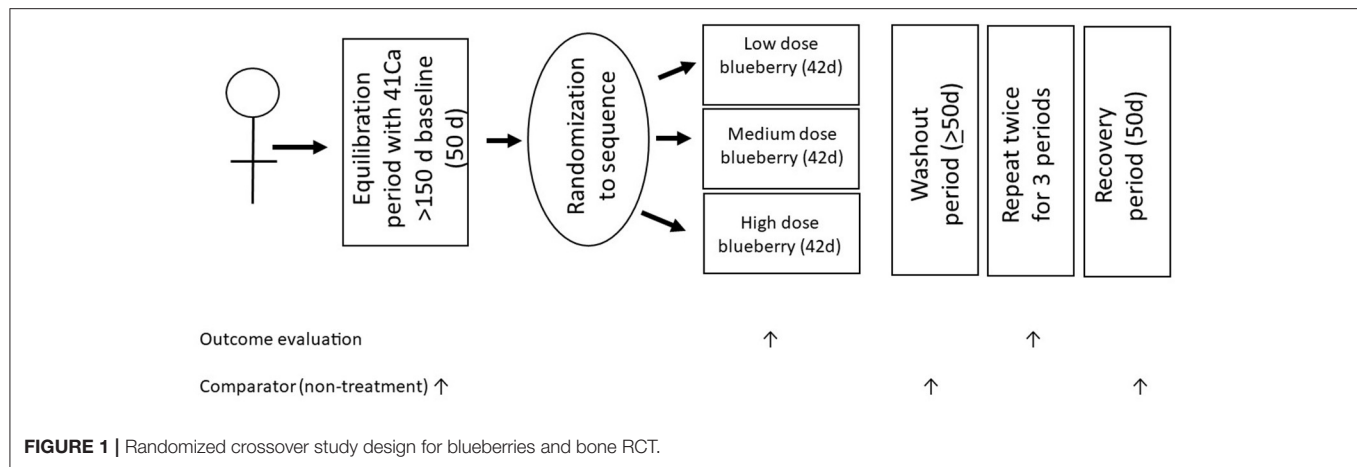 Equilibration
period with 41Ca
>150 d baseline
(50 d)
Randomization
to sequence
Low dose
blueberry (42d)
Medium dose
blueberry (42d)
High dose
blueberry (42d)
Washout
period (≥50d)
Repeat twice
for 3 periods
Recovery
period (50d)
Outcome evaluation ↑ ↑
Comparator (non-treatment) ↑ ↑ ↑
FIGURE 1 | Randomized crossover study design for blueberries and bone RCT.